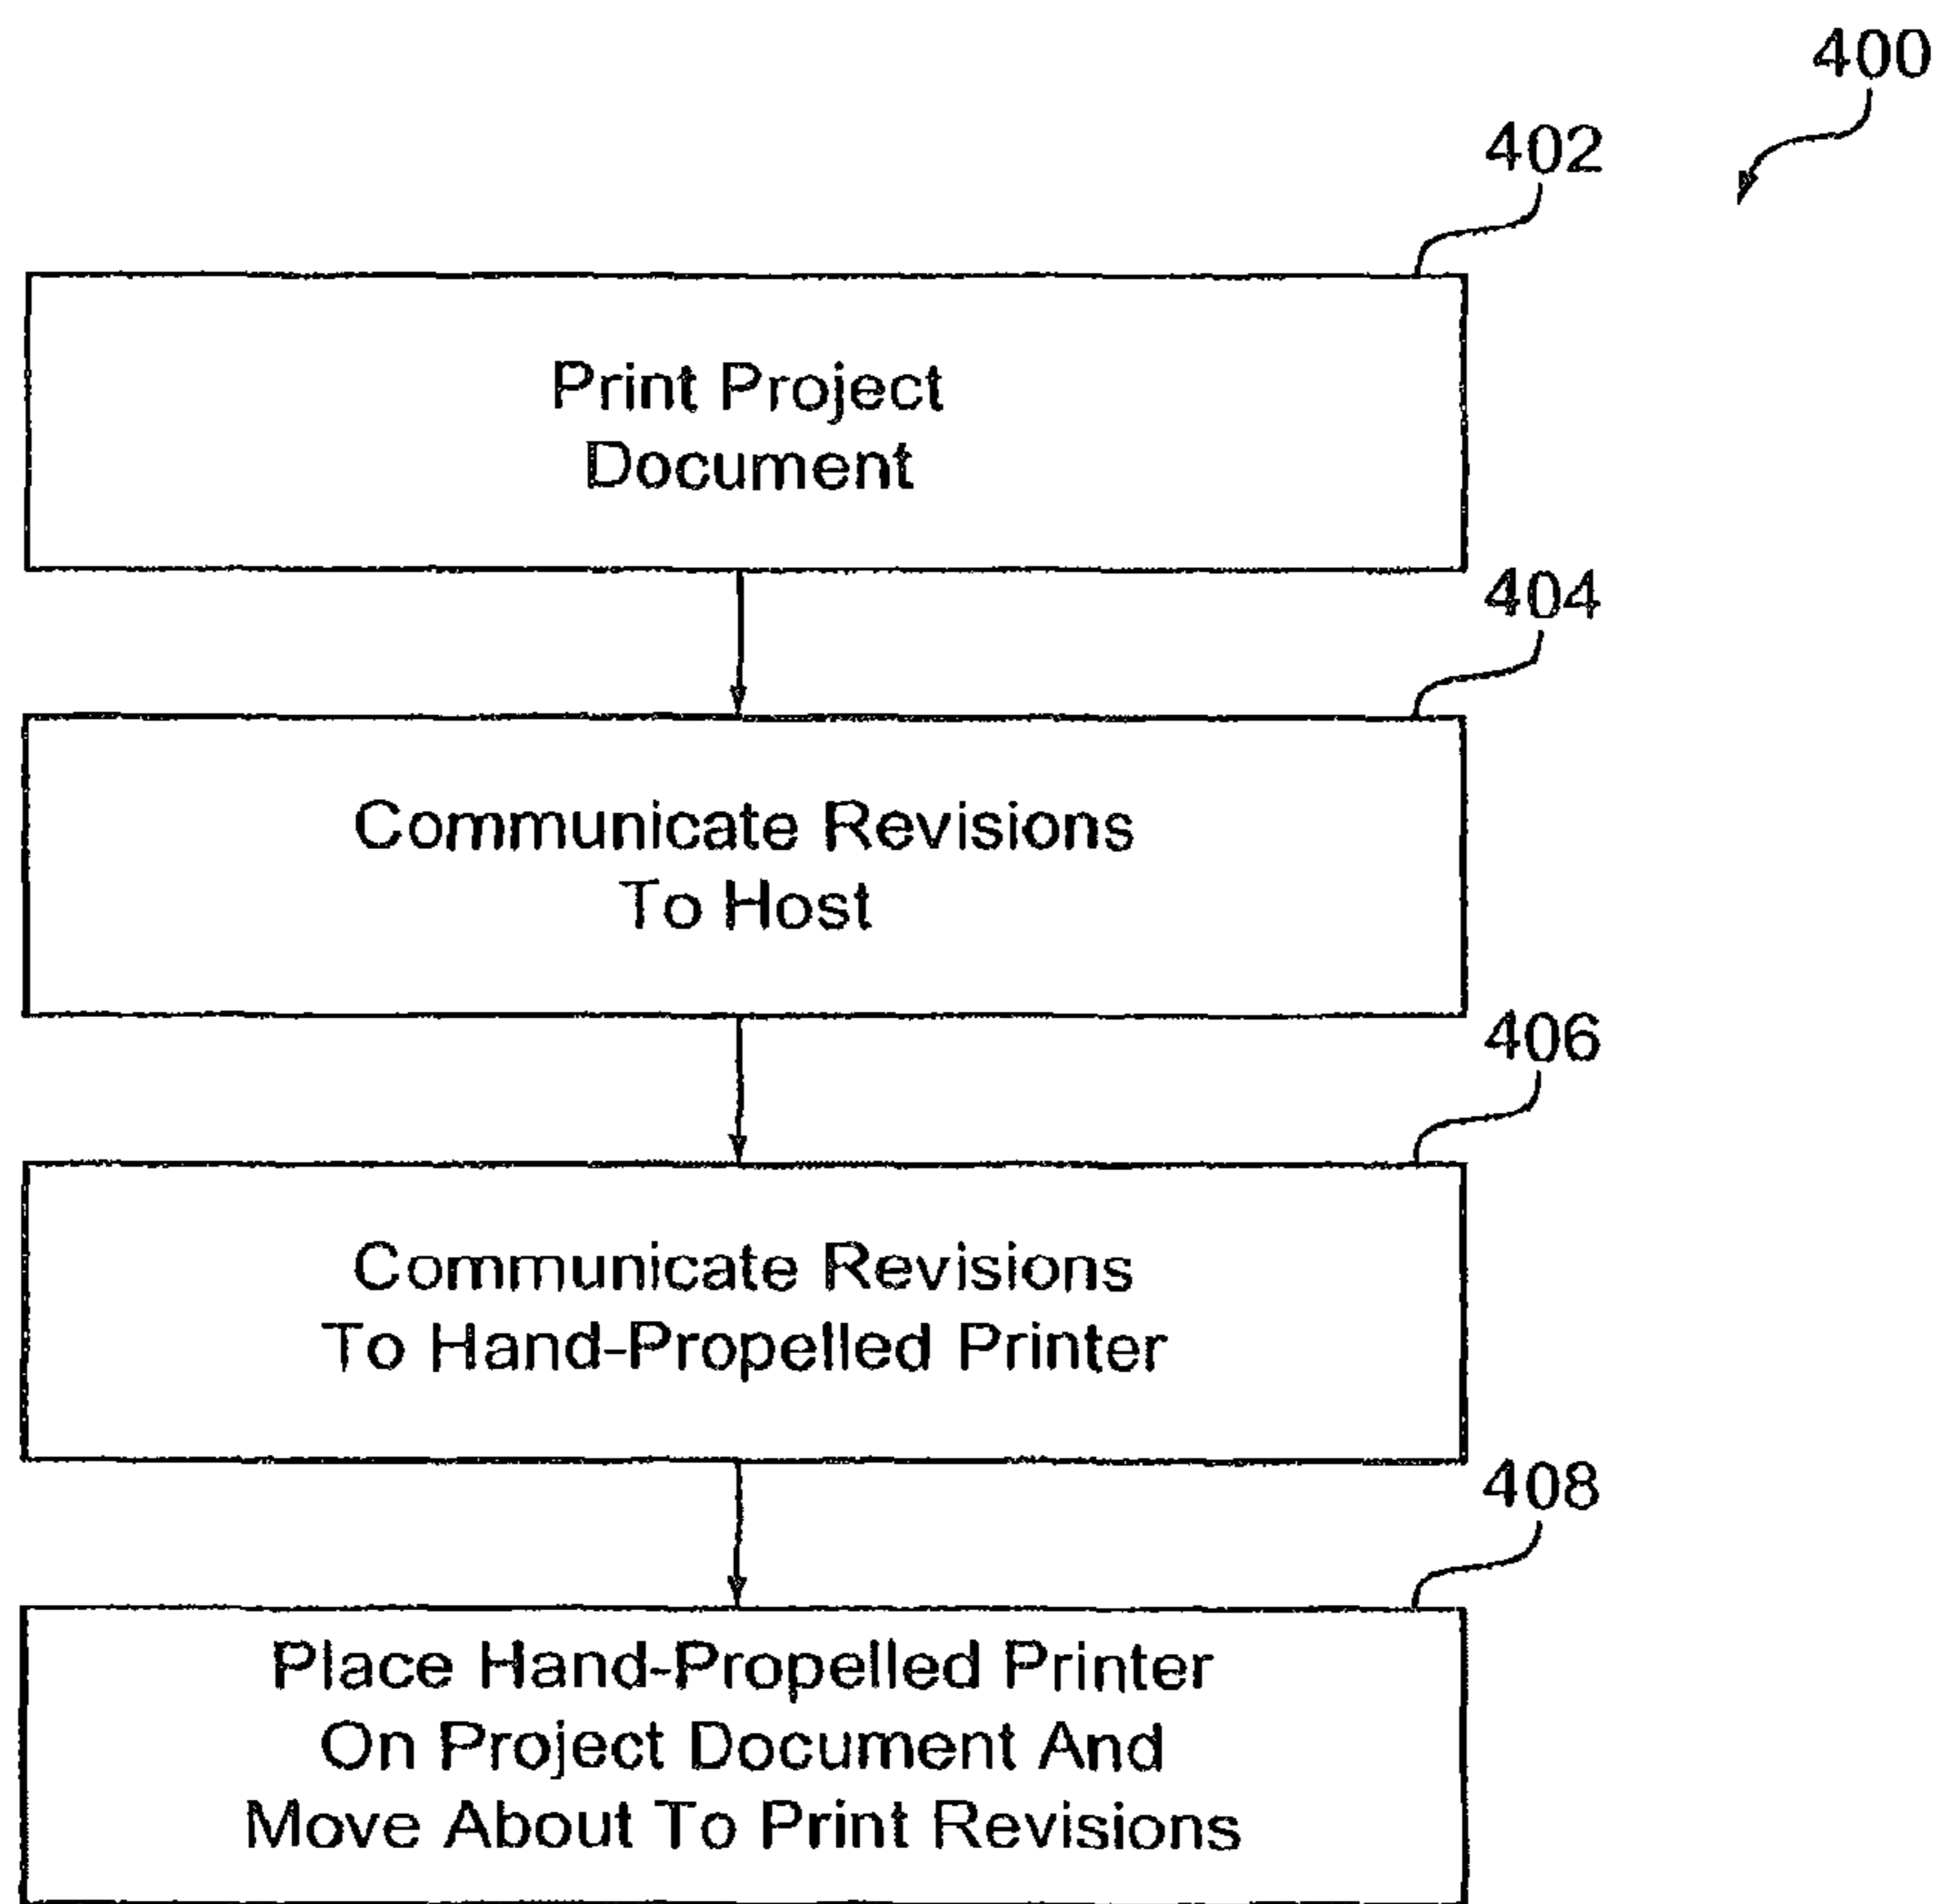 400
402
Print Project
Document
404
Communicate Revisions
To Host
406
Communicate Revisions
To Hand-Propelled Printer
408
Place Hand-Propelled Printer
On Project Document And
Move About To Print Revisions